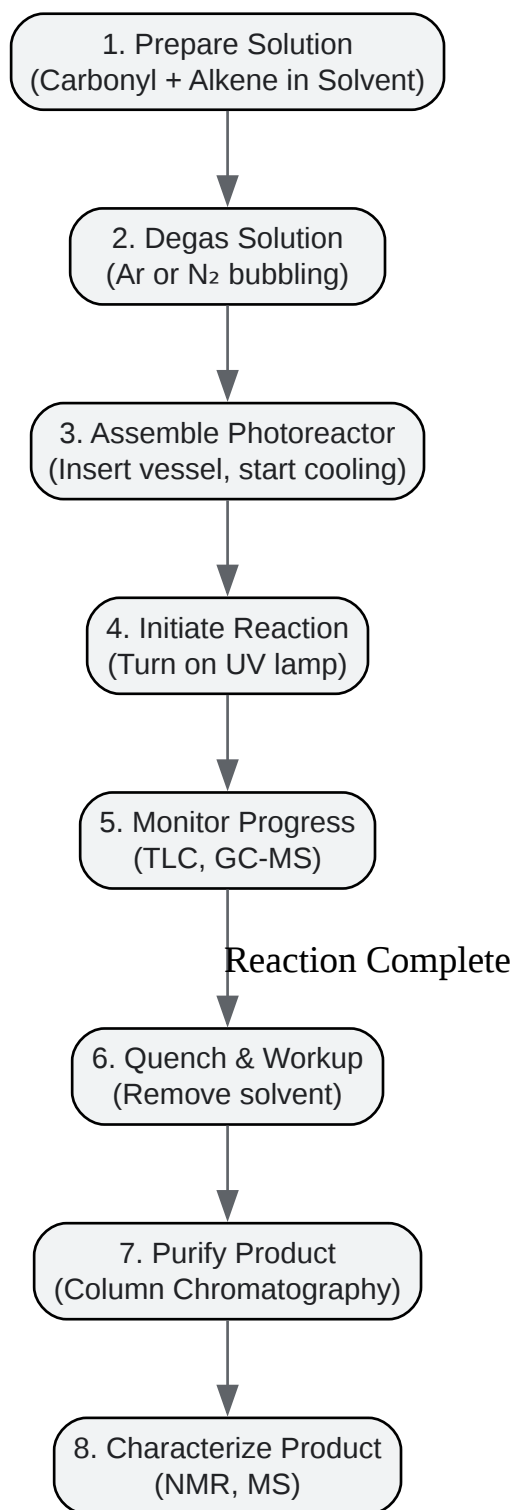 1. Prepare Solution
(Carbonyl + Alkene in Solvent)
2. Degas Solution
(Ar or N₂ bubbling)
3. Assemble Photoreactor
(Insert vessel, start cooling)
4. Initiate Reaction
(Turn on UV lamp)
5. Monitor Progress
(TLC, GC-MS)
Reaction Complete
6. Quench & Workup
(Remove solvent)
7. Purify Product
(Column Chromatography)
8. Characterize Product
(NMR, MS)